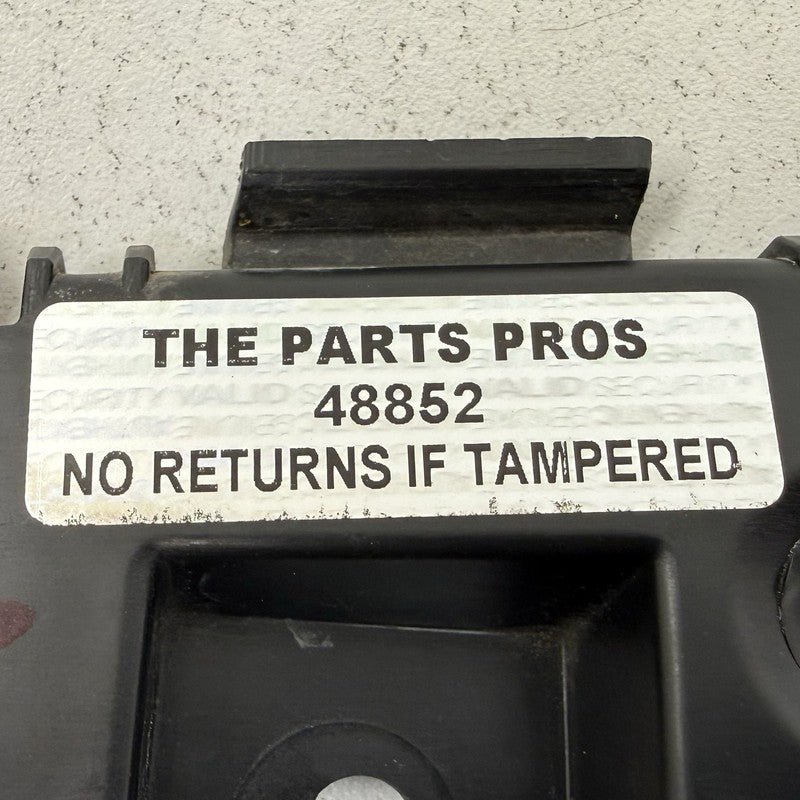 THE PARTS PROS
48852
NO RETURNS IF TAMPERED